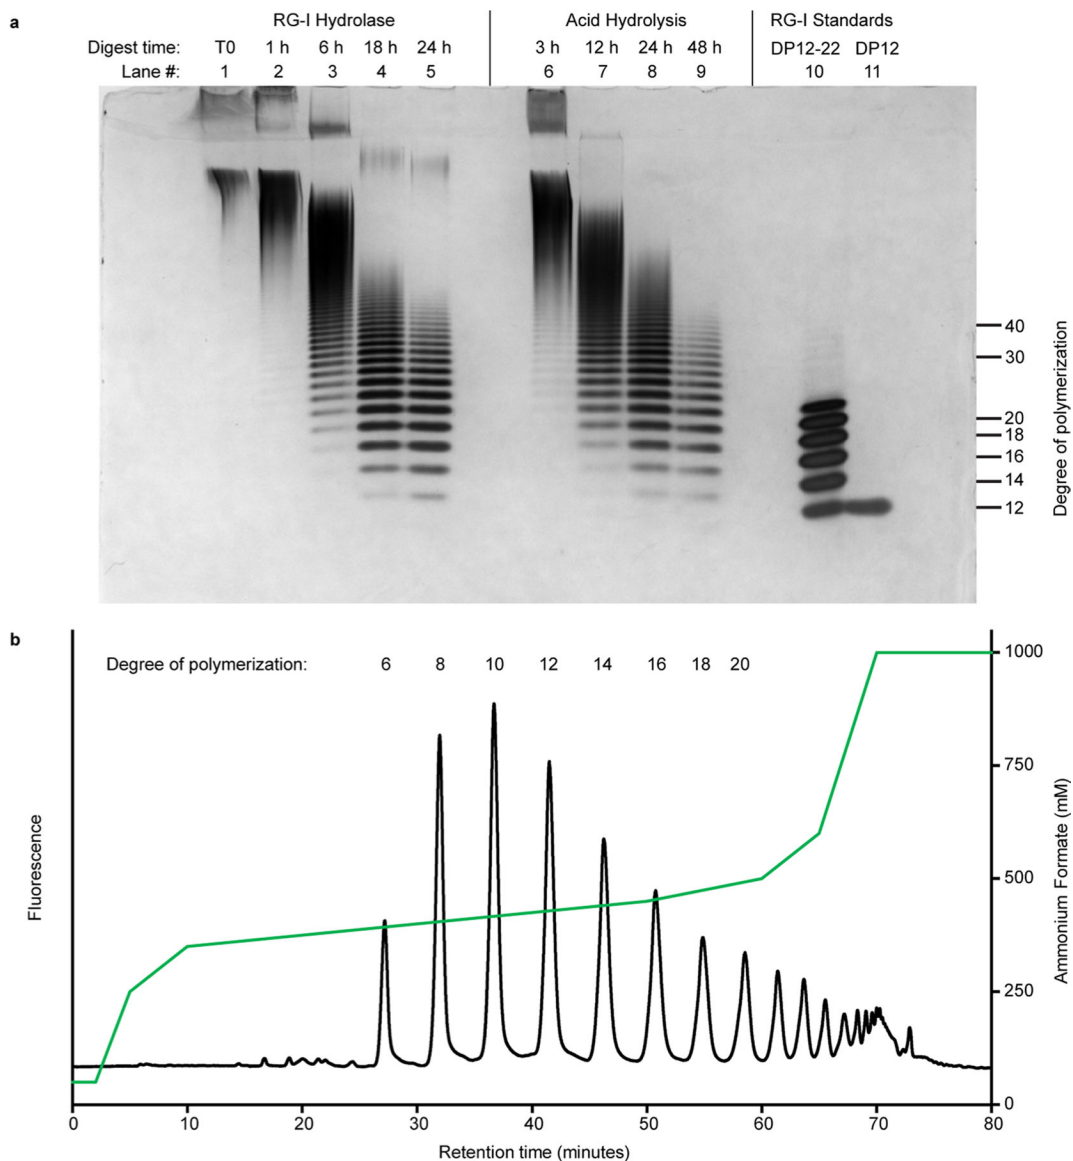 a
RG-I Hydrolase Acid Hydrolysis RG-I Standards
Digest time: T0 1 h 6 h 18 h 24 h 3 h 12 h 24 h 48 h DP12-22 DP12
Lane #: 1 2 3 4 5 6 7 8 9 10 11
40
30
20
18
16
14
12
Degree of polymerization
b
Degree of polymerization: 6 8 10 12 14 16 18 20
1000
750
500
250
0
Fluorescence
Ammonium Formate (mM)
0 10 20 30 40 50 60 70 80
Retention time (minutes)